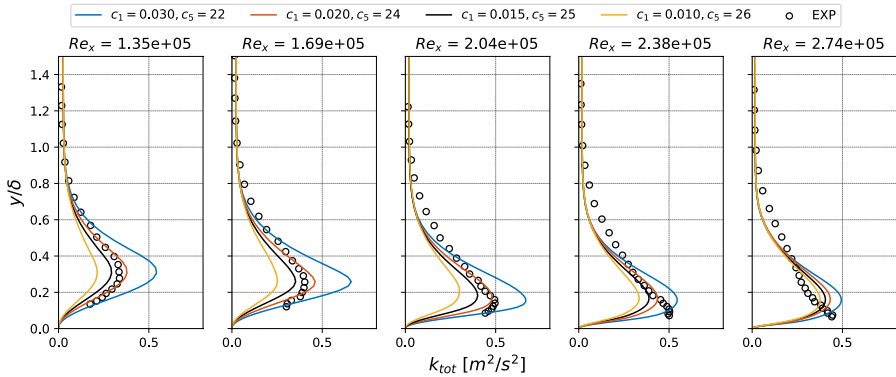 c₁ = 0.030, c₅ = 22 c₁ = 0.020, c₅ = 24 c₁ = 0.015, c₅ = 25 c₁ = 0.010, c₅ = 26 EXP
Reₓ = 1.35e+05 Reₓ = 1.69e+05 Reₓ = 2.04e+05 Reₓ = 2.38e+05 Reₓ = 2.74e+05
1.4
1.2
1.0
0.8
0.6
0.4
0.2
0.0
y/δ
0.0 0.5 0.0 0.5 0.0 0.5 0.0 0.5 0.0 0.5
k_tot [m²/s²]